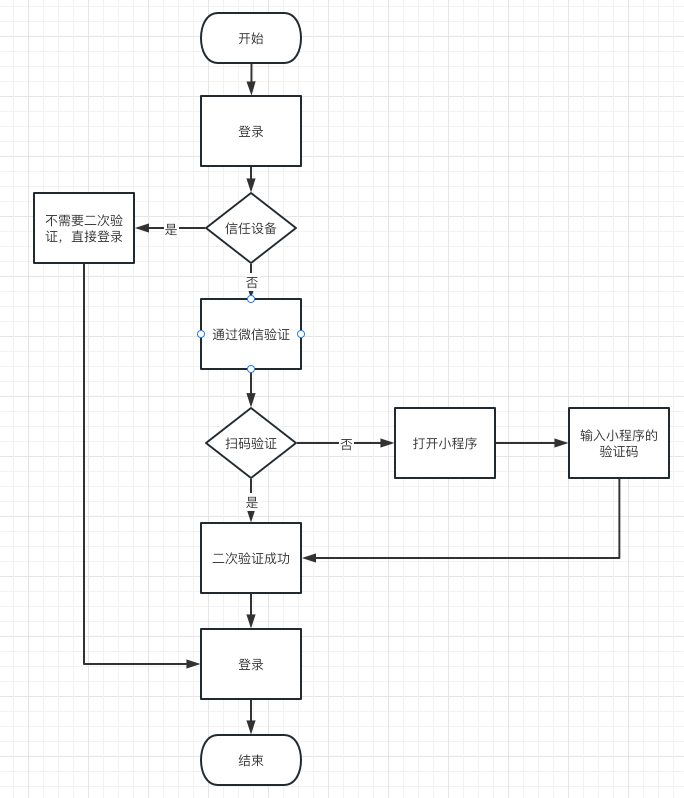 开始
登录
信任设备
是
不需要二次验
证，直接登录
否
通过微信验证
扫码验证
否
打开小程序
输入小程序的
验证码
是
二次验证成功
登录
结束